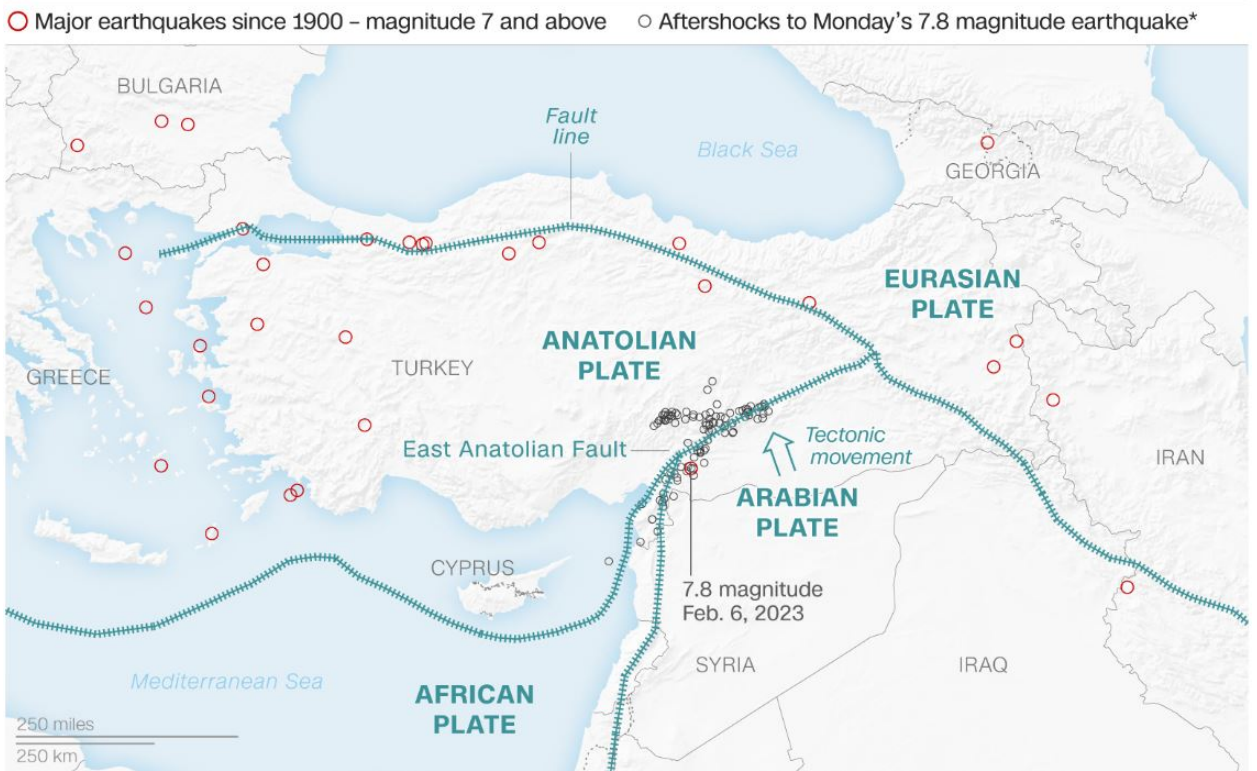 Major earthquakes since 1900 – magnitude 7 and above
Aftershocks to Monday's 7.8 magnitude earthquake*
BULGARIA
Fault
line
Black Sea
GEORGIA
EURASIAN
PLATE
ANATOLIAN
PLATE
TURKEY
GREECE
East Anatolian Fault
Tectonic
movement
IRAN
ARABIAN
PLATE
CYPRUS
7.8 magnitude
Feb. 6, 2023
SYRIA
IRAQ
Mediterranean Sea
AFRICAN
PLATE
250 miles
250 km